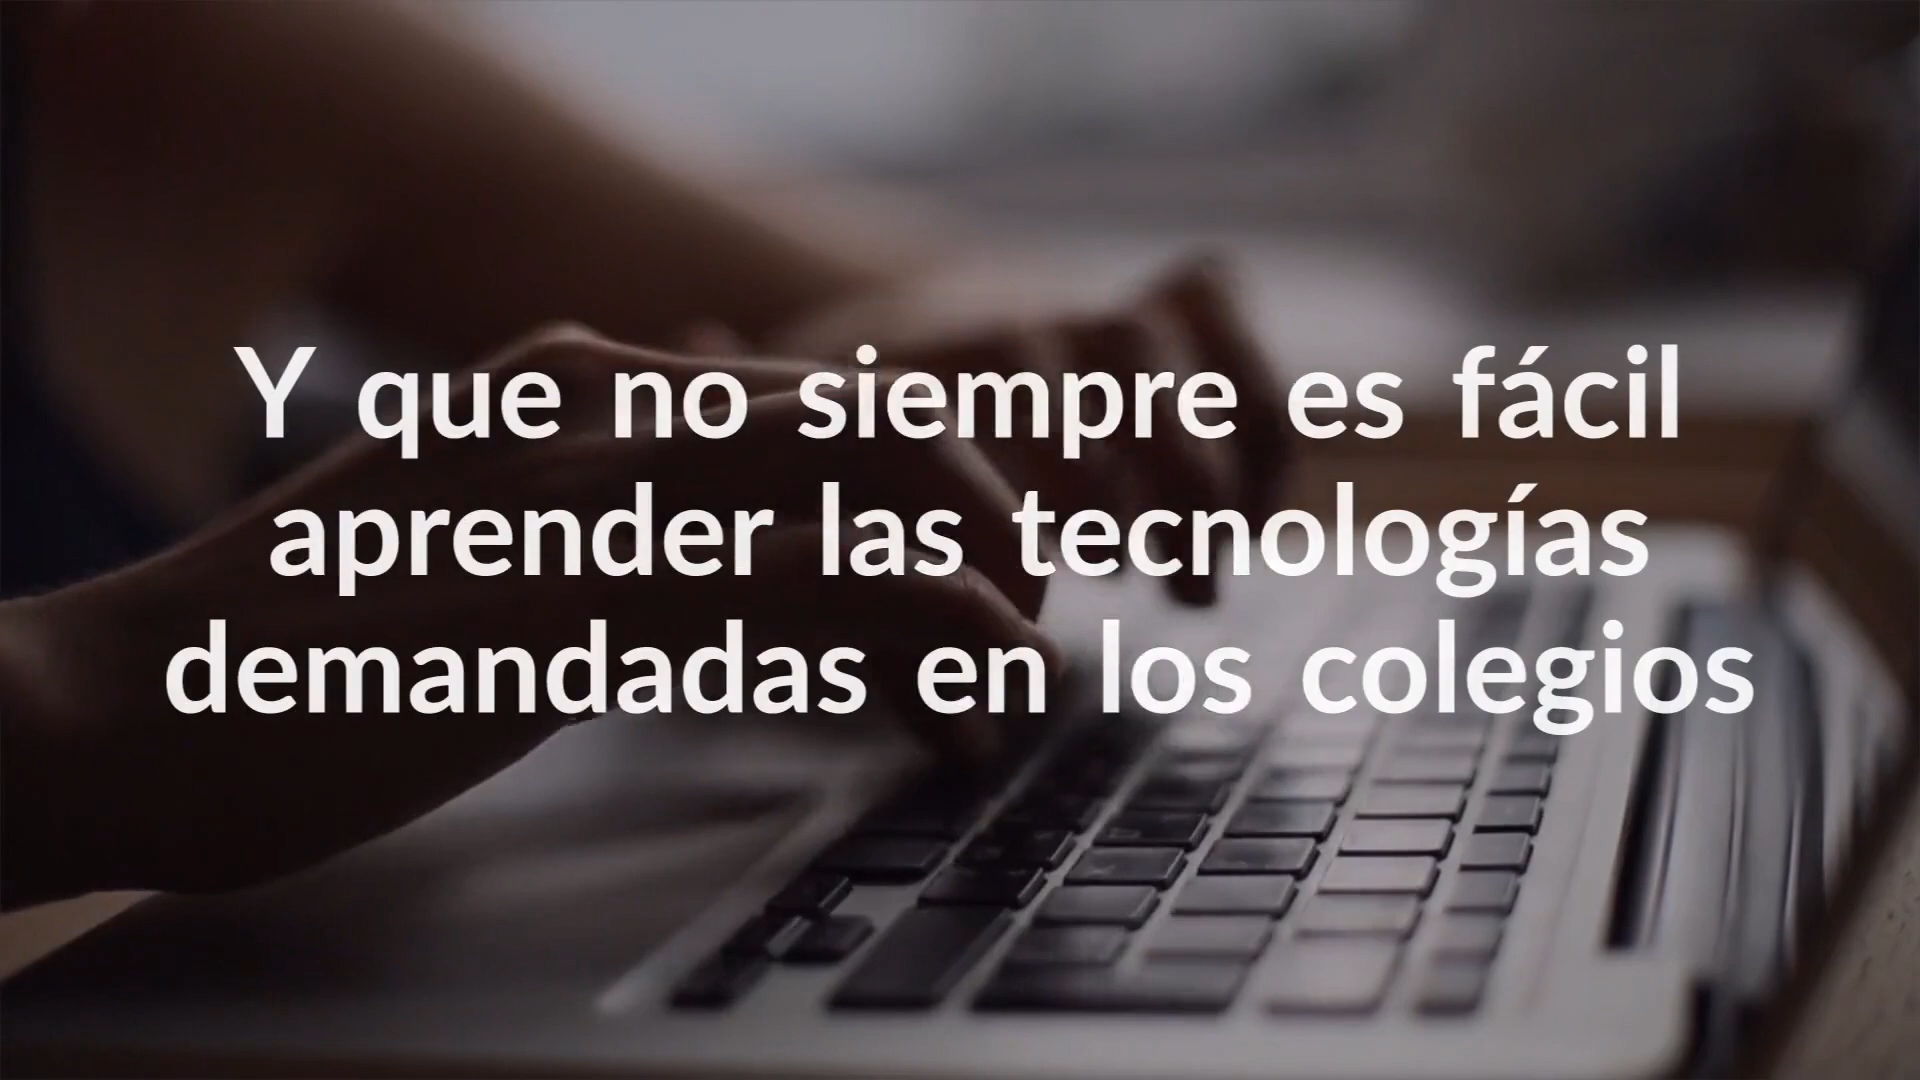 Y que no siempre es fácil
aprender las tecnologías
demandadas en los colegios